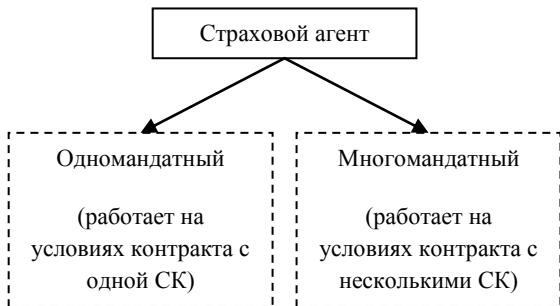 Страховой агент
Одномандатный
(работает на
условиях контракта с
одной СК)
Многомандатный
(работает на
условиях контракта с
несколькими СК)